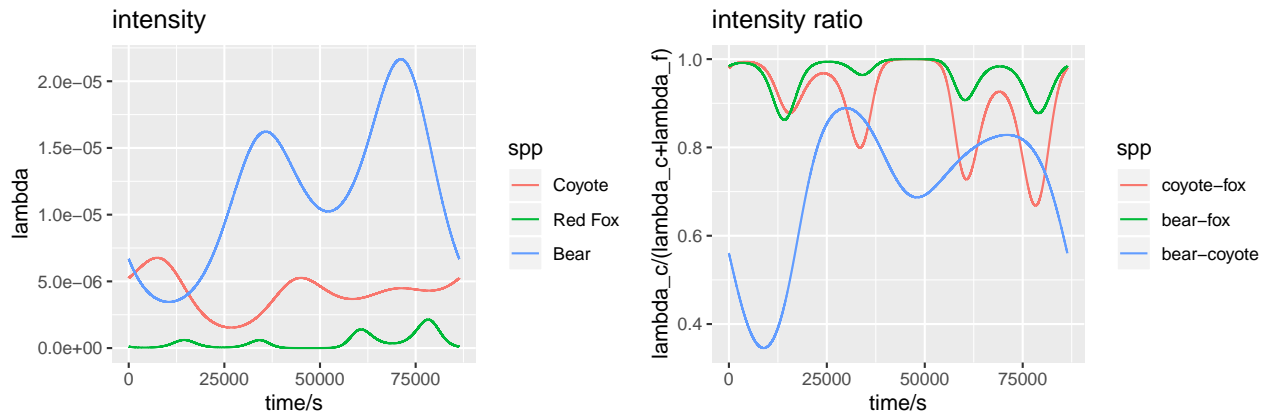 intensity
lambda
2.0e−05
1.5e−05
1.0e−05
5.0e−06
0.0e+00
0
25000
50000
75000
time/s
spp
Coyote
Red Fox
Bear
intensity ratio
lambda_c/(lambda_c+lambda_f)
1.0
0.8
0.6
0.4
0
25000
50000
75000
time/s
spp
coyote−fox
bear−fox
bear−coyote